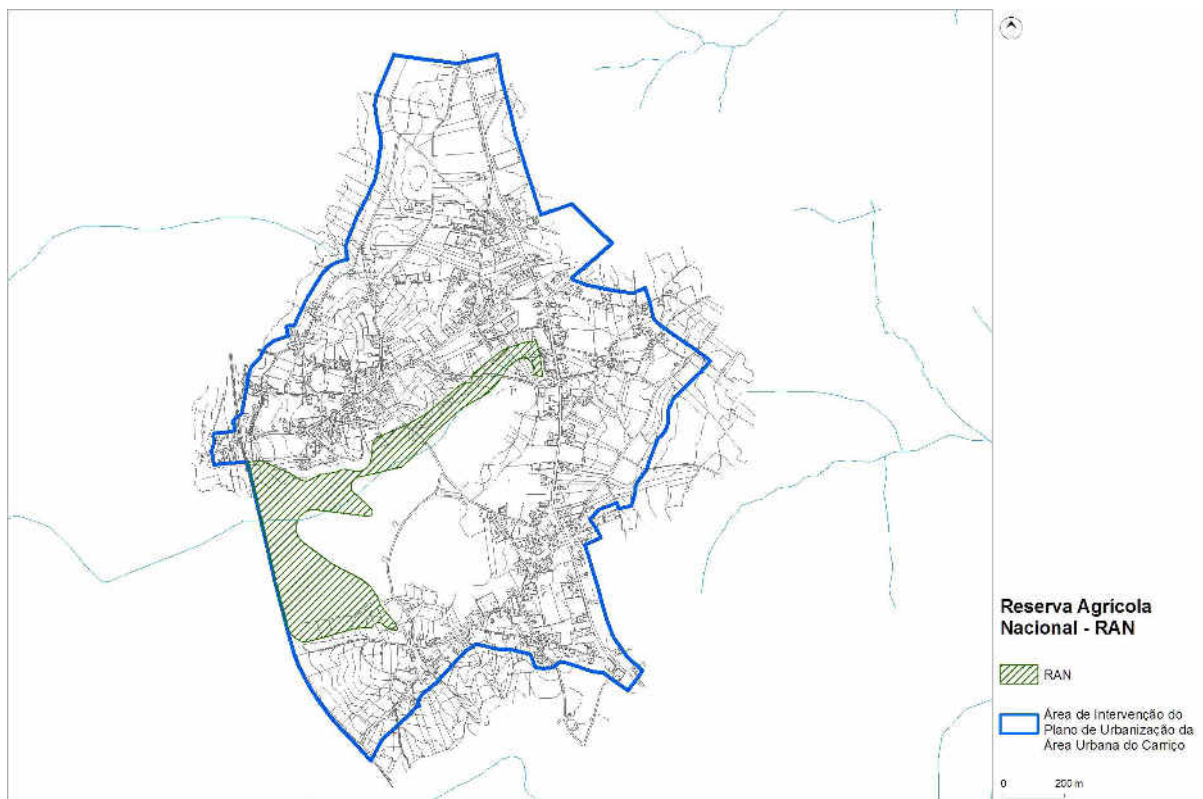 Reserva Agrícola
Nacional - RAN
RAN
Área de Intervenção do
Plano de Urbanização da
Área Urbana do Carriço
0 200 m